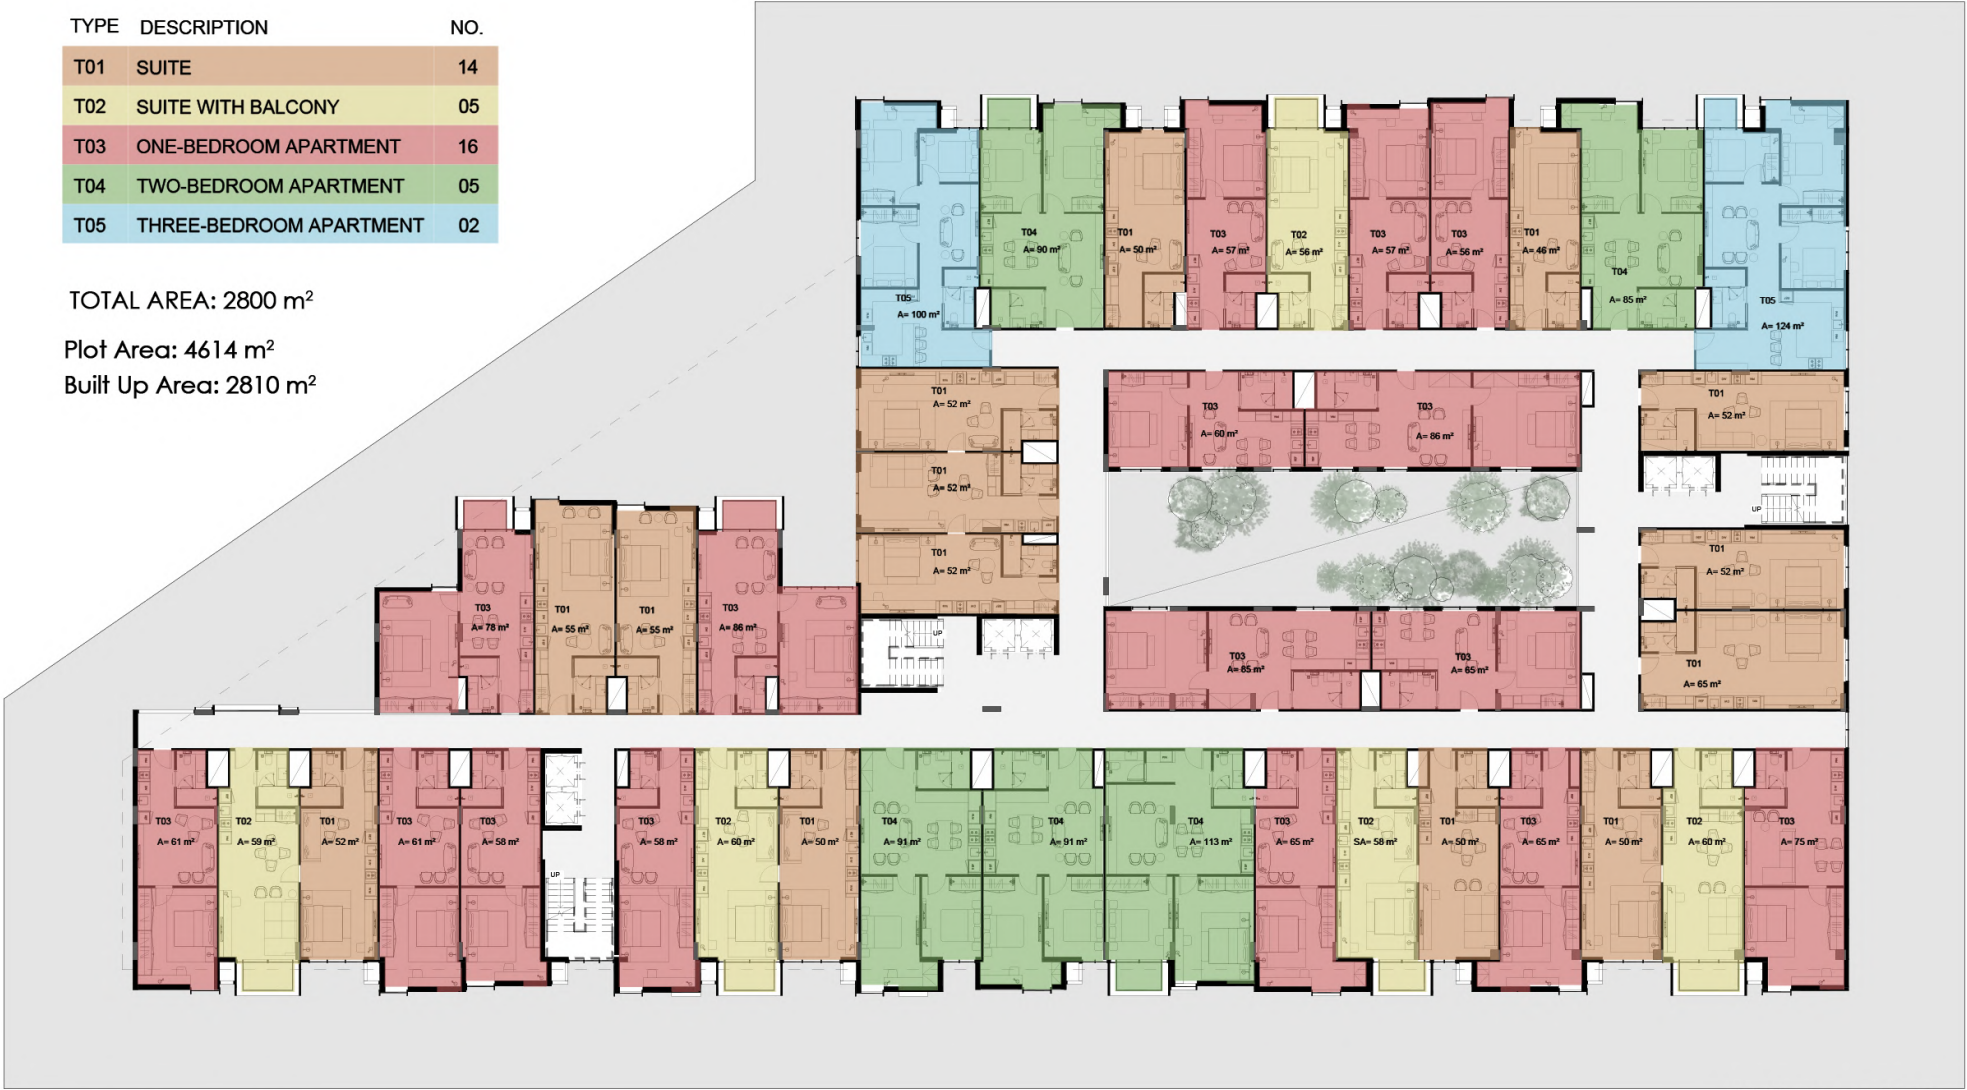 TYPE DESCRIPTION NO.
T01 SUITE 14
T02 SUITE WITH BALCONY 05
T03 ONE-BEDROOM APARTMENT 16
T04 TWO-BEDROOM APARTMENT 05
T05 THREE-BEDROOM APARTMENT 02
TOTAL AREA: 2800 m²
Plot Area: 4614 m²
Built Up Area: 2810 m²
T05
A= 100 m²
T04
A= 90 m²
T01
A= 50 m²
T03
A= 57 m²
T02
A= 56 m²
T03
A= 57 m²
T03
A= 56 m²
T01
A= 46 m²
T04
A= 85 m²
T05
A= 124 m²
T01
A= 52 m²
T01
A= 52 m²
T01
A= 52 m²
T03
A= 60 m²
T03
A= 86 m²
T01
A= 52 m²
UP
T01
A= 52 m²
T01
A= 65 m²
T03
A= 78 m²
T01
A= 55 m²
T01
A= 55 m²
T03
A= 86 m²
UP
T03
A= 85 m²
T03
A= 65 m²
T03
A= 61 m²
T02
A= 59 m²
T01
A= 52 m²
T03
A= 61 m²
T03
A= 58 m²
UP
T03
A= 58 m²
T02
A= 60 m²
T01
A= 50 m²
T04
A= 91 m²
T04
A= 91 m²
T04
A= 113 m²
T03
A= 65 m²
T02
SA= 58 m²
T01
A= 50 m²
T03
A= 65 m²
T01
A= 50 m²
T02
A= 60 m²
T03
A= 75 m²